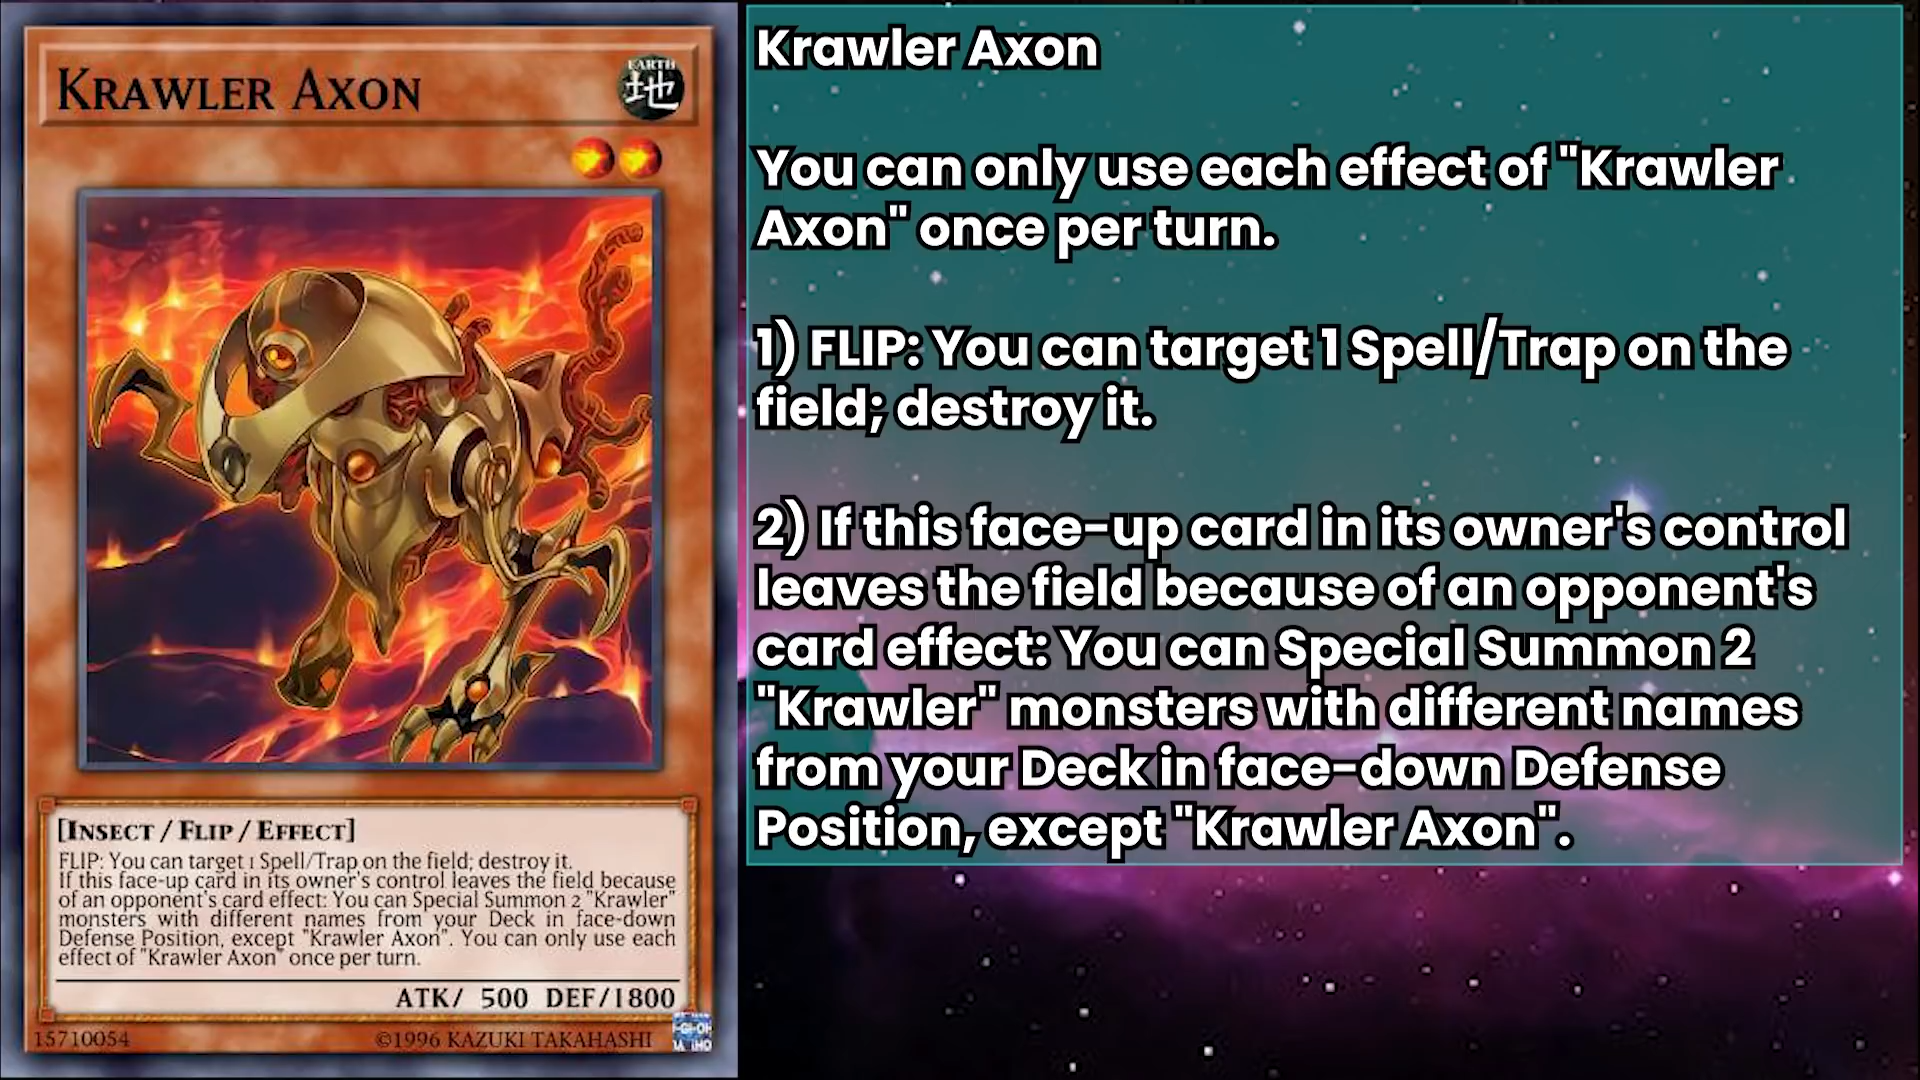 KRAWLER AXON
EARTH
地
[INSECT / FLIP / EFFECT]
FLIP: You can target 1 Spell/Trap on the field; destroy it.
If this face-up card in its owner's control leaves the field because
of an opponent's card effect: You can Special Summon 2 "Krawler"
monsters with different names from your Deck in face-down
Defense Position, except "Krawler Axon". You can only use each
effect of "Krawler Axon" once per turn.
ATK/ 500 DEF/1800
15710054
©1996 KAZUKI TAKAHASHI
Krawler Axon
You can only use each effect of "Krawler
Axon" once per turn.
1) FLIP: You can target 1 Spell/Trap on the
field; destroy it.
2) If this face-up card in its owner's control
leaves the field because of an opponent's
card effect: You can Special Summon 2
"Krawler" monsters with different names
from your Deck in face-down Defense
Position, except "Krawler Axon".